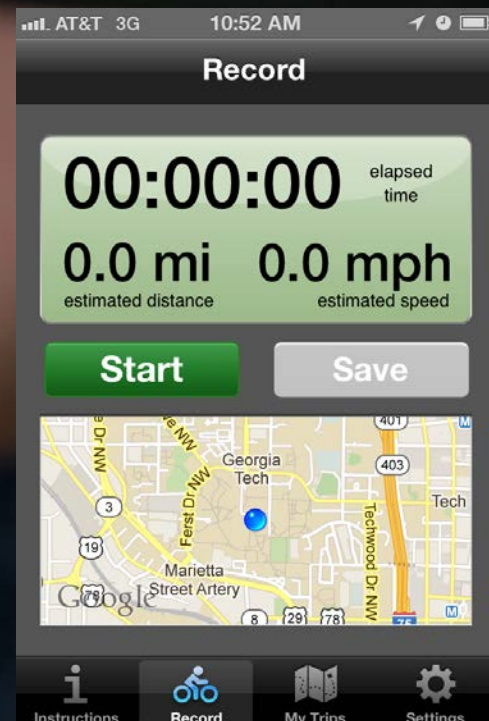 AT&T 3G 10:52 AM
Record
00:00:00 elapsed time
0.0 mi 0.0 mph
estimated distance estimated speed
Start Save
401 M
e Dr NW
Ferst Dr NW
Georgia
Tech
403
Tech
3
Techwood Dr NW
19
Marietta
Street Artery
78
Google
8 29 78 75 M
Instructions Record My Trips Settings